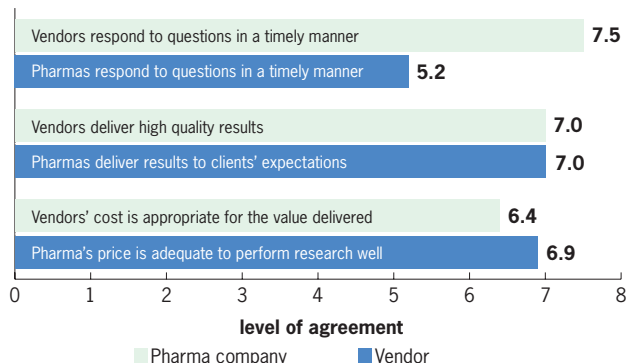 Vendors respond to questions in a timely manner 7.5
Pharmas respond to questions in a timely manner 5.2
Vendors deliver high quality results 7.0
Pharmas deliver results to clients' expectations 7.0
Vendors' cost is appropriate for the value delivered 6.4
Pharma's price is adequate to perform research well 6.9
0 1 2 3 4 5 6 7 8
level of agreement
Pharma company Vendor